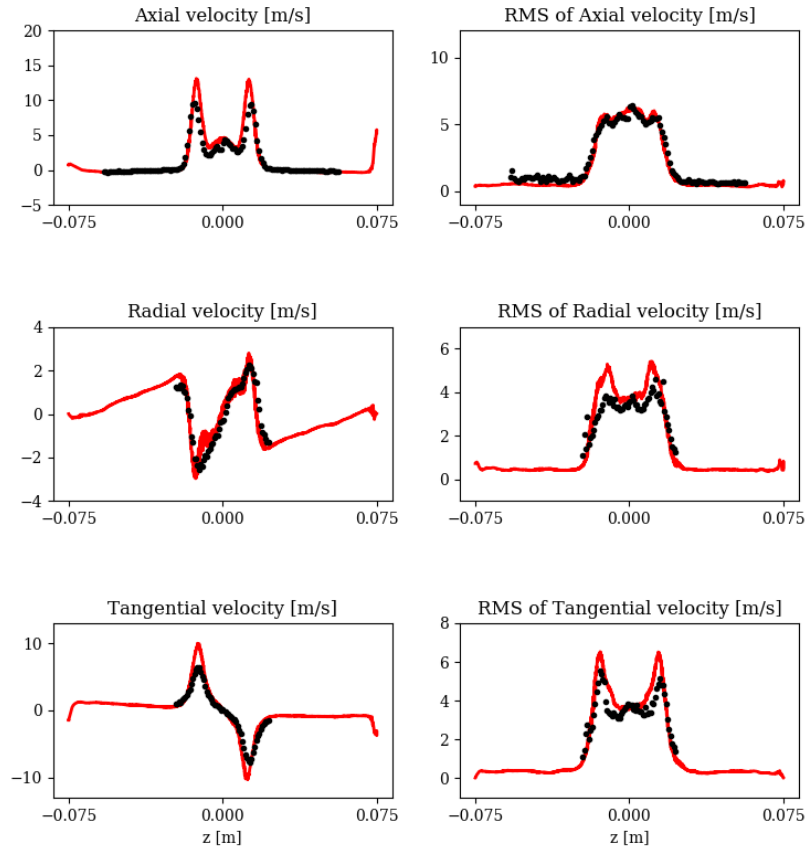 Axial velocity [m/s]
RMS of Axial velocity [m/s]
20
15
10
5
0
−5
10
5
0
−0.075 0.000 0.075
−0.075 0.000 0.075
Radial velocity [m/s]
RMS of Radial velocity [m/s]
4
2
0
−2
−4
6
4
2
0
−0.075 0.000 0.075
−0.075 0.000 0.075
Tangential velocity [m/s]
RMS of Tangential velocity [m/s]
10
0
−10
8
6
4
2
0
−0.075 0.000 0.075
−0.075 0.000 0.075
z [m]
z [m]